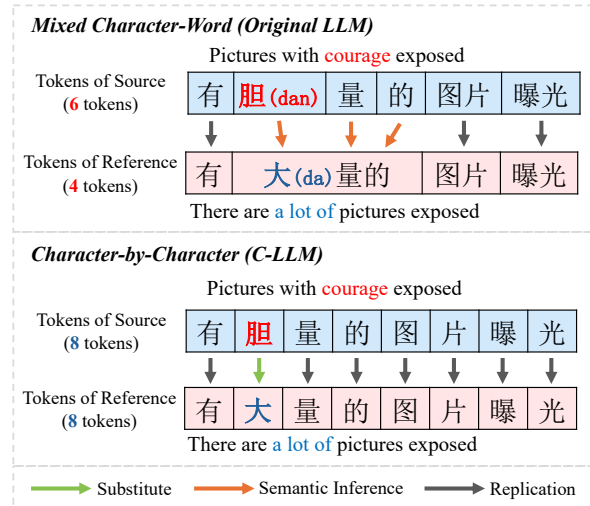 Mixed Character-Word (Original LLM)
Pictures with courage exposed
Tokens of Source
(6 tokens)
有 胆(dan) 量 的 图片 曝光
Tokens of Reference
(4 tokens)
有 大(da)量的 图片 曝光
There are a lot of pictures exposed
Character-by-Character (C-LLM)
Pictures with courage exposed
Tokens of Source
(8 tokens)
有 胆 量 的 图 片 曝 光
Tokens of Reference
(8 tokens)
有 大 量 的 图 片 曝 光
There are a lot of pictures exposed
Substitute Semantic Inference Replication